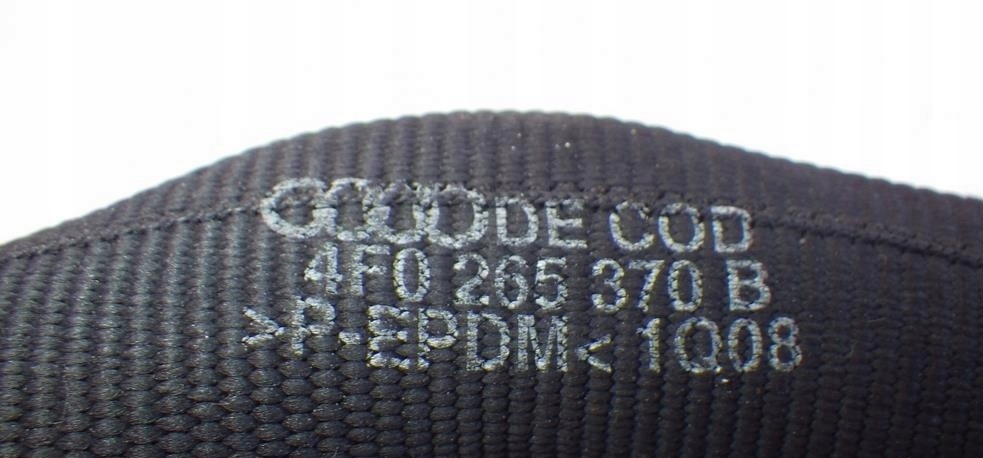 DE COD
4F0 265 370 B
>P-EPDM< 1Q08